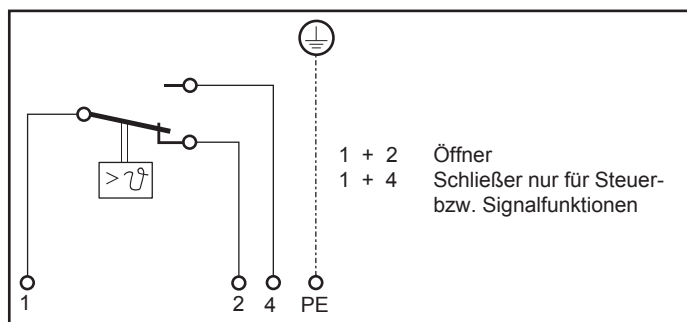 1 + 2 Öffner
1 + 4 Schließer nur für Steuer-
bzw. Signalfunktionen
>ϑ
1 2 4 PE